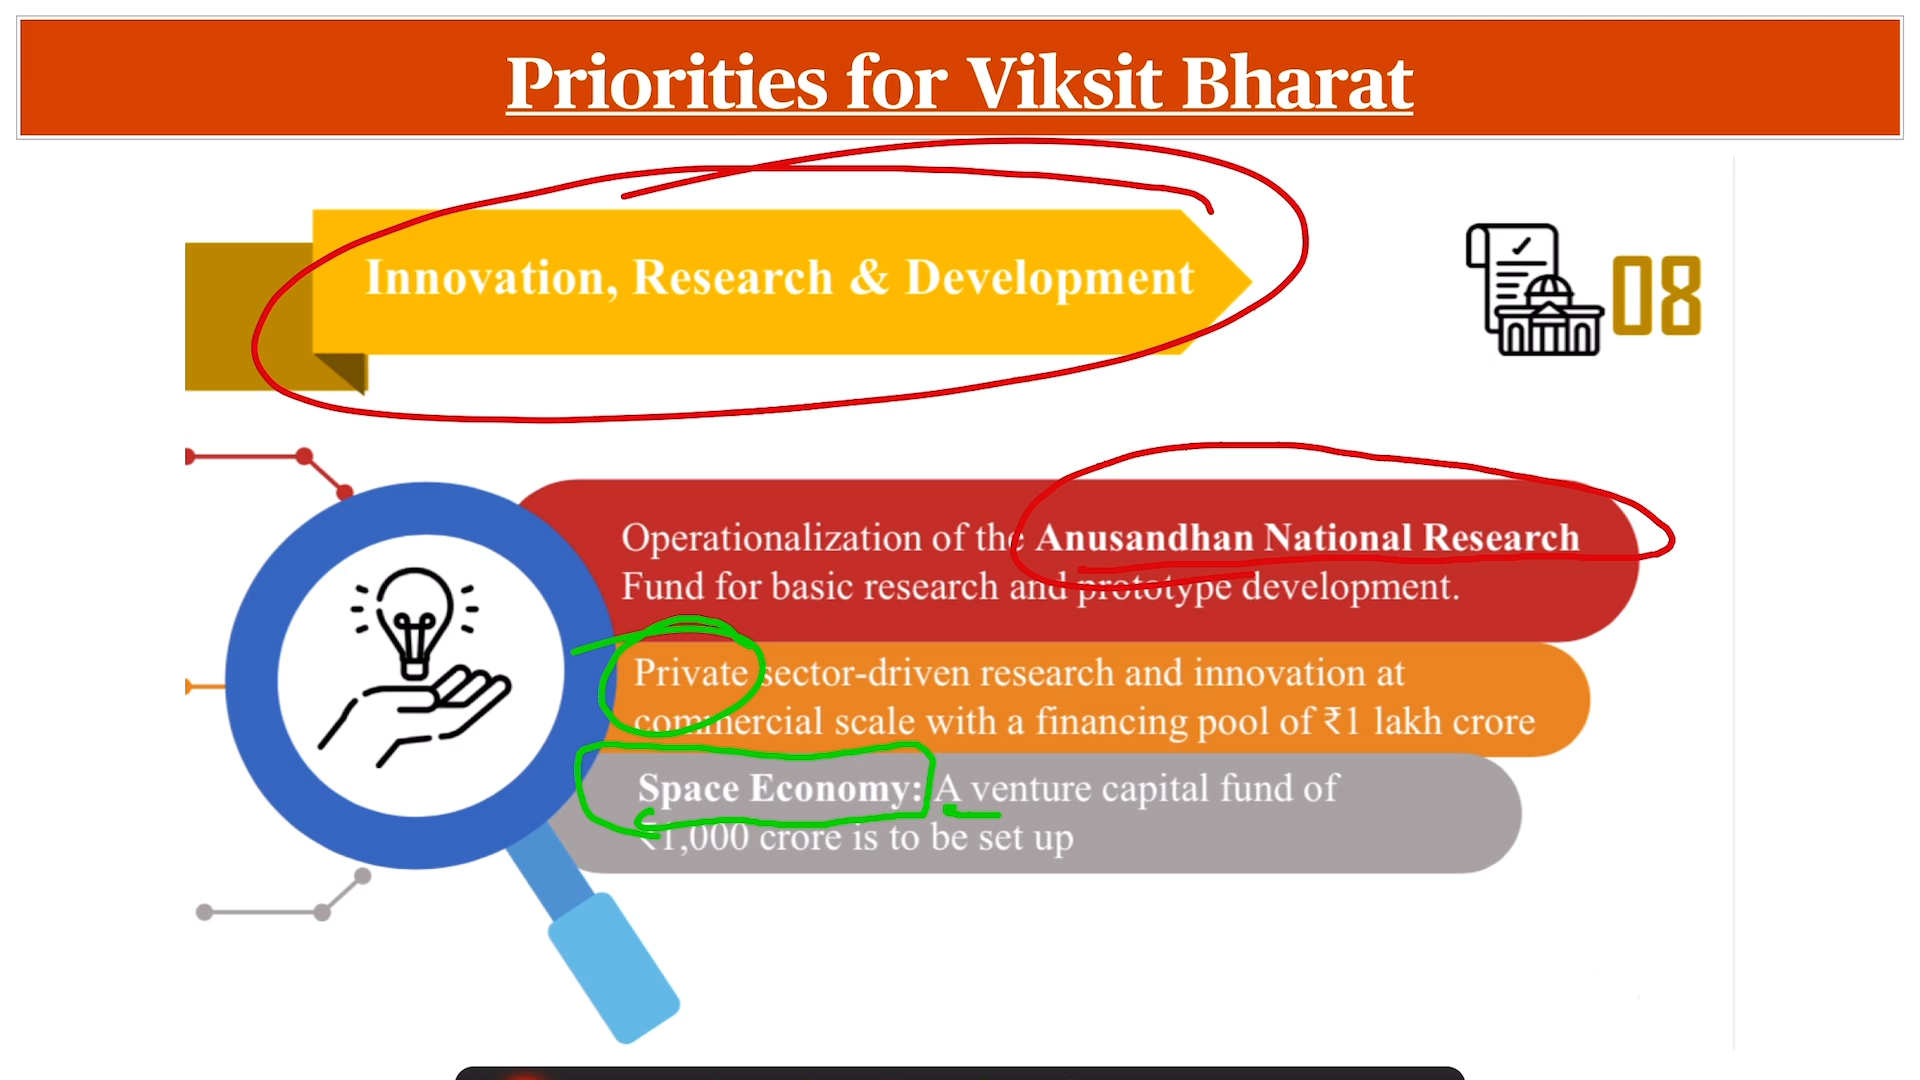 Priorities for Viksit Bharat
Innovation, Research & Development
08
Operationalization of the Anusandhan National Research
Fund for basic research and prototype development.
Private sector-driven research and innovation at
commercial scale with a financing pool of ₹1 lakh crore
Space Economy: A venture capital fund of
₹1,000 crore is to be set up